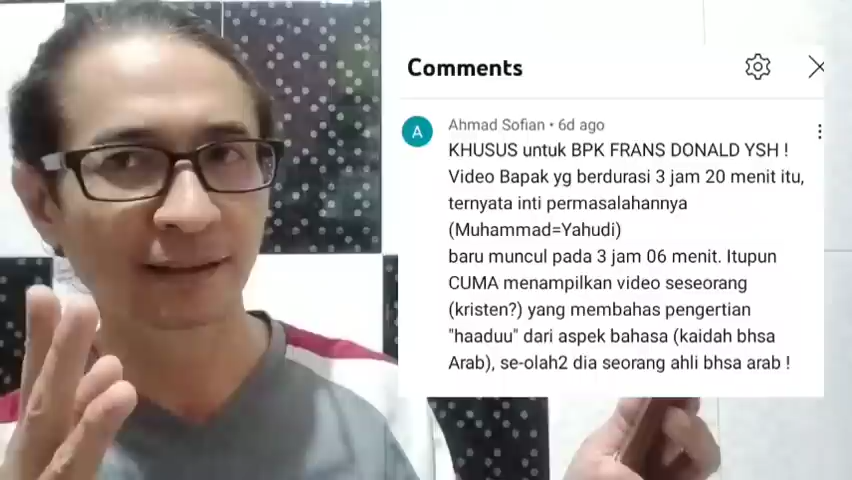 Comments
A
Ahmad Sofian • 6d ago
KHUSUS untuk BPK FRANS DONALD YSH !
Video Bapak yg berdurasi 3 jam 20 menit itu,
ternyata inti permasalahannya
(Muhammad=Yahudi)
baru muncul pada 3 jam 06 menit. Itupun
CUMA menampilkan video seseorang
(kristen?) yang membahas pengertian
"haaduu" dari aspek bahasa (kaidah bhsa
Arab), se-olah2 dia seorang ahli bhsa arab !